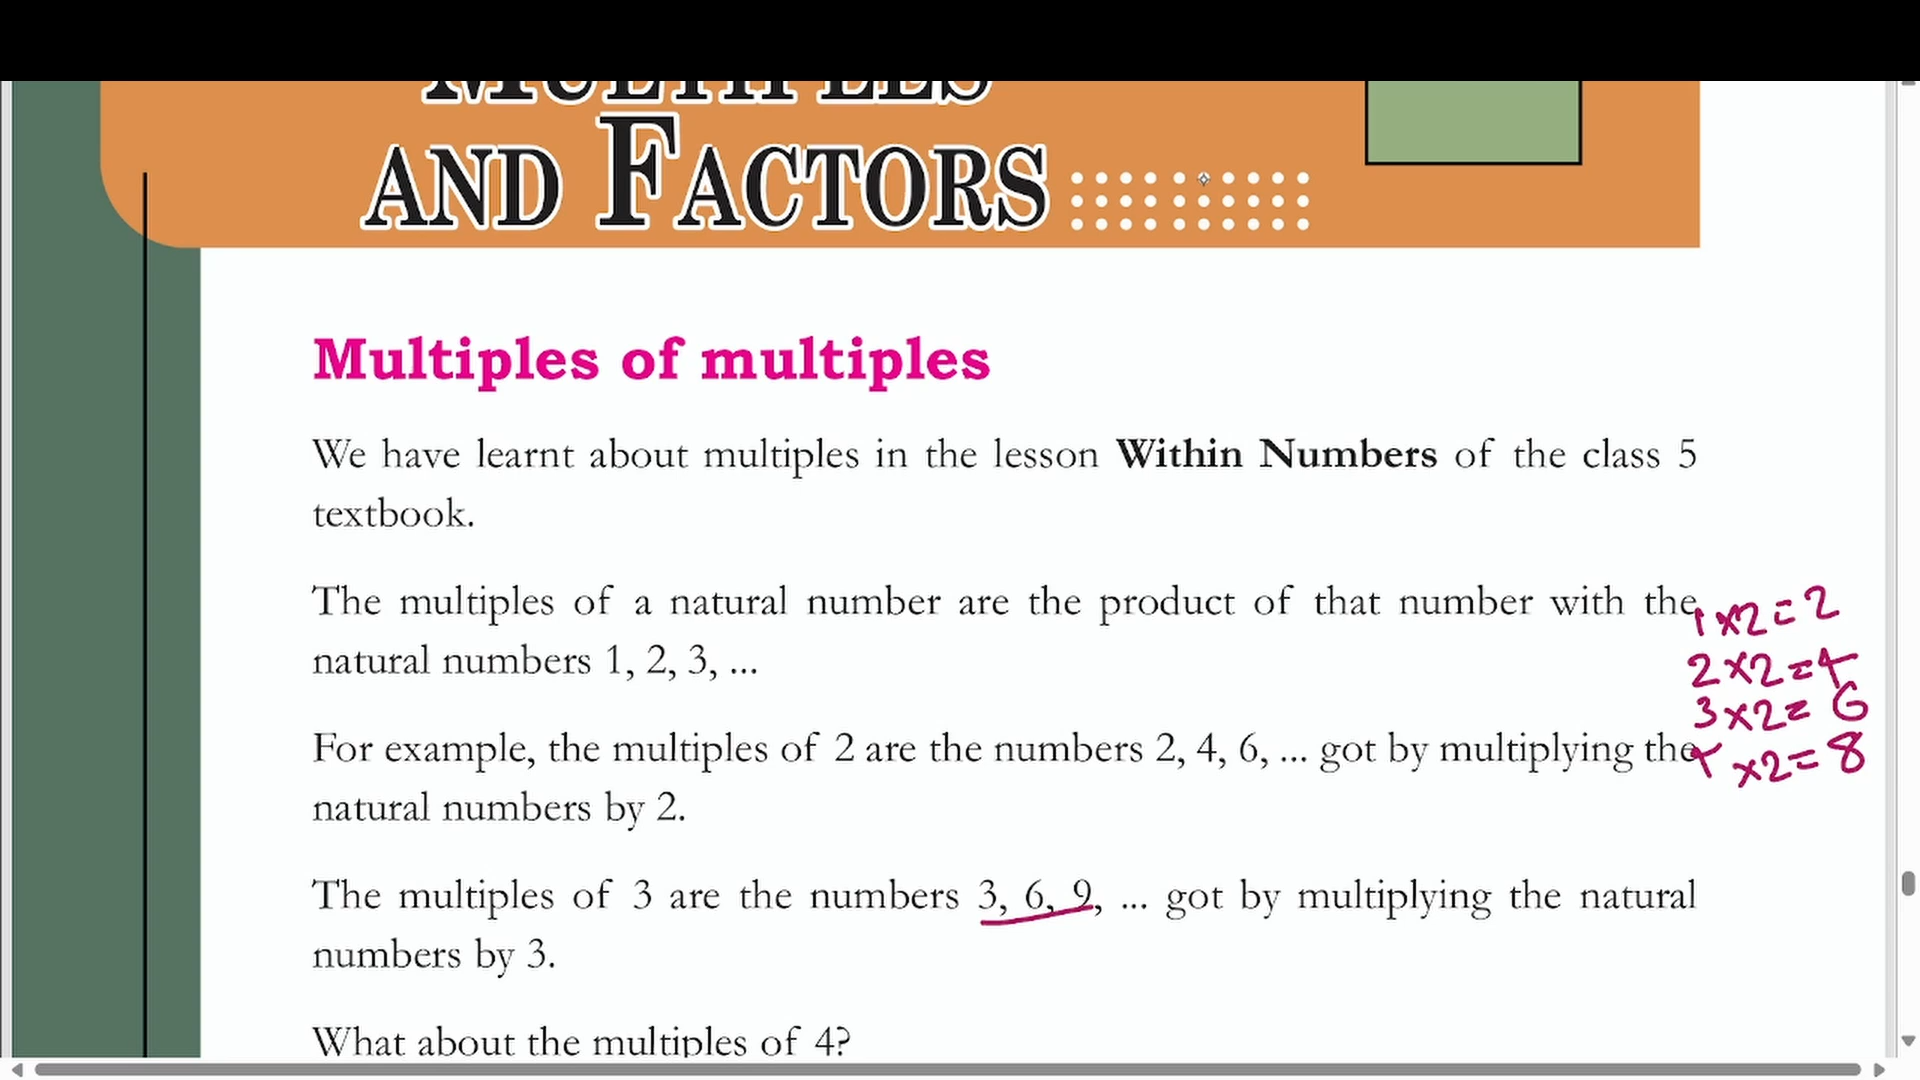 MULTIPLES
AND FACTORS
Multiples of multiples
We have learnt about multiples in the lesson Within Numbers of the class 5
textbook.
The multiples of a natural number are the product of that number with the
natural numbers 1, 2, 3, ...
For example, the multiples of 2 are the numbers 2, 4, 6, ... got by multiplying the
natural numbers by 2.
The multiples of 3 are the numbers 3, 6, 9, ... got by multiplying the natural
numbers by 3.
What about the multiples of 4?
1×2=2
2×2=4
3×2=6
4×2=8